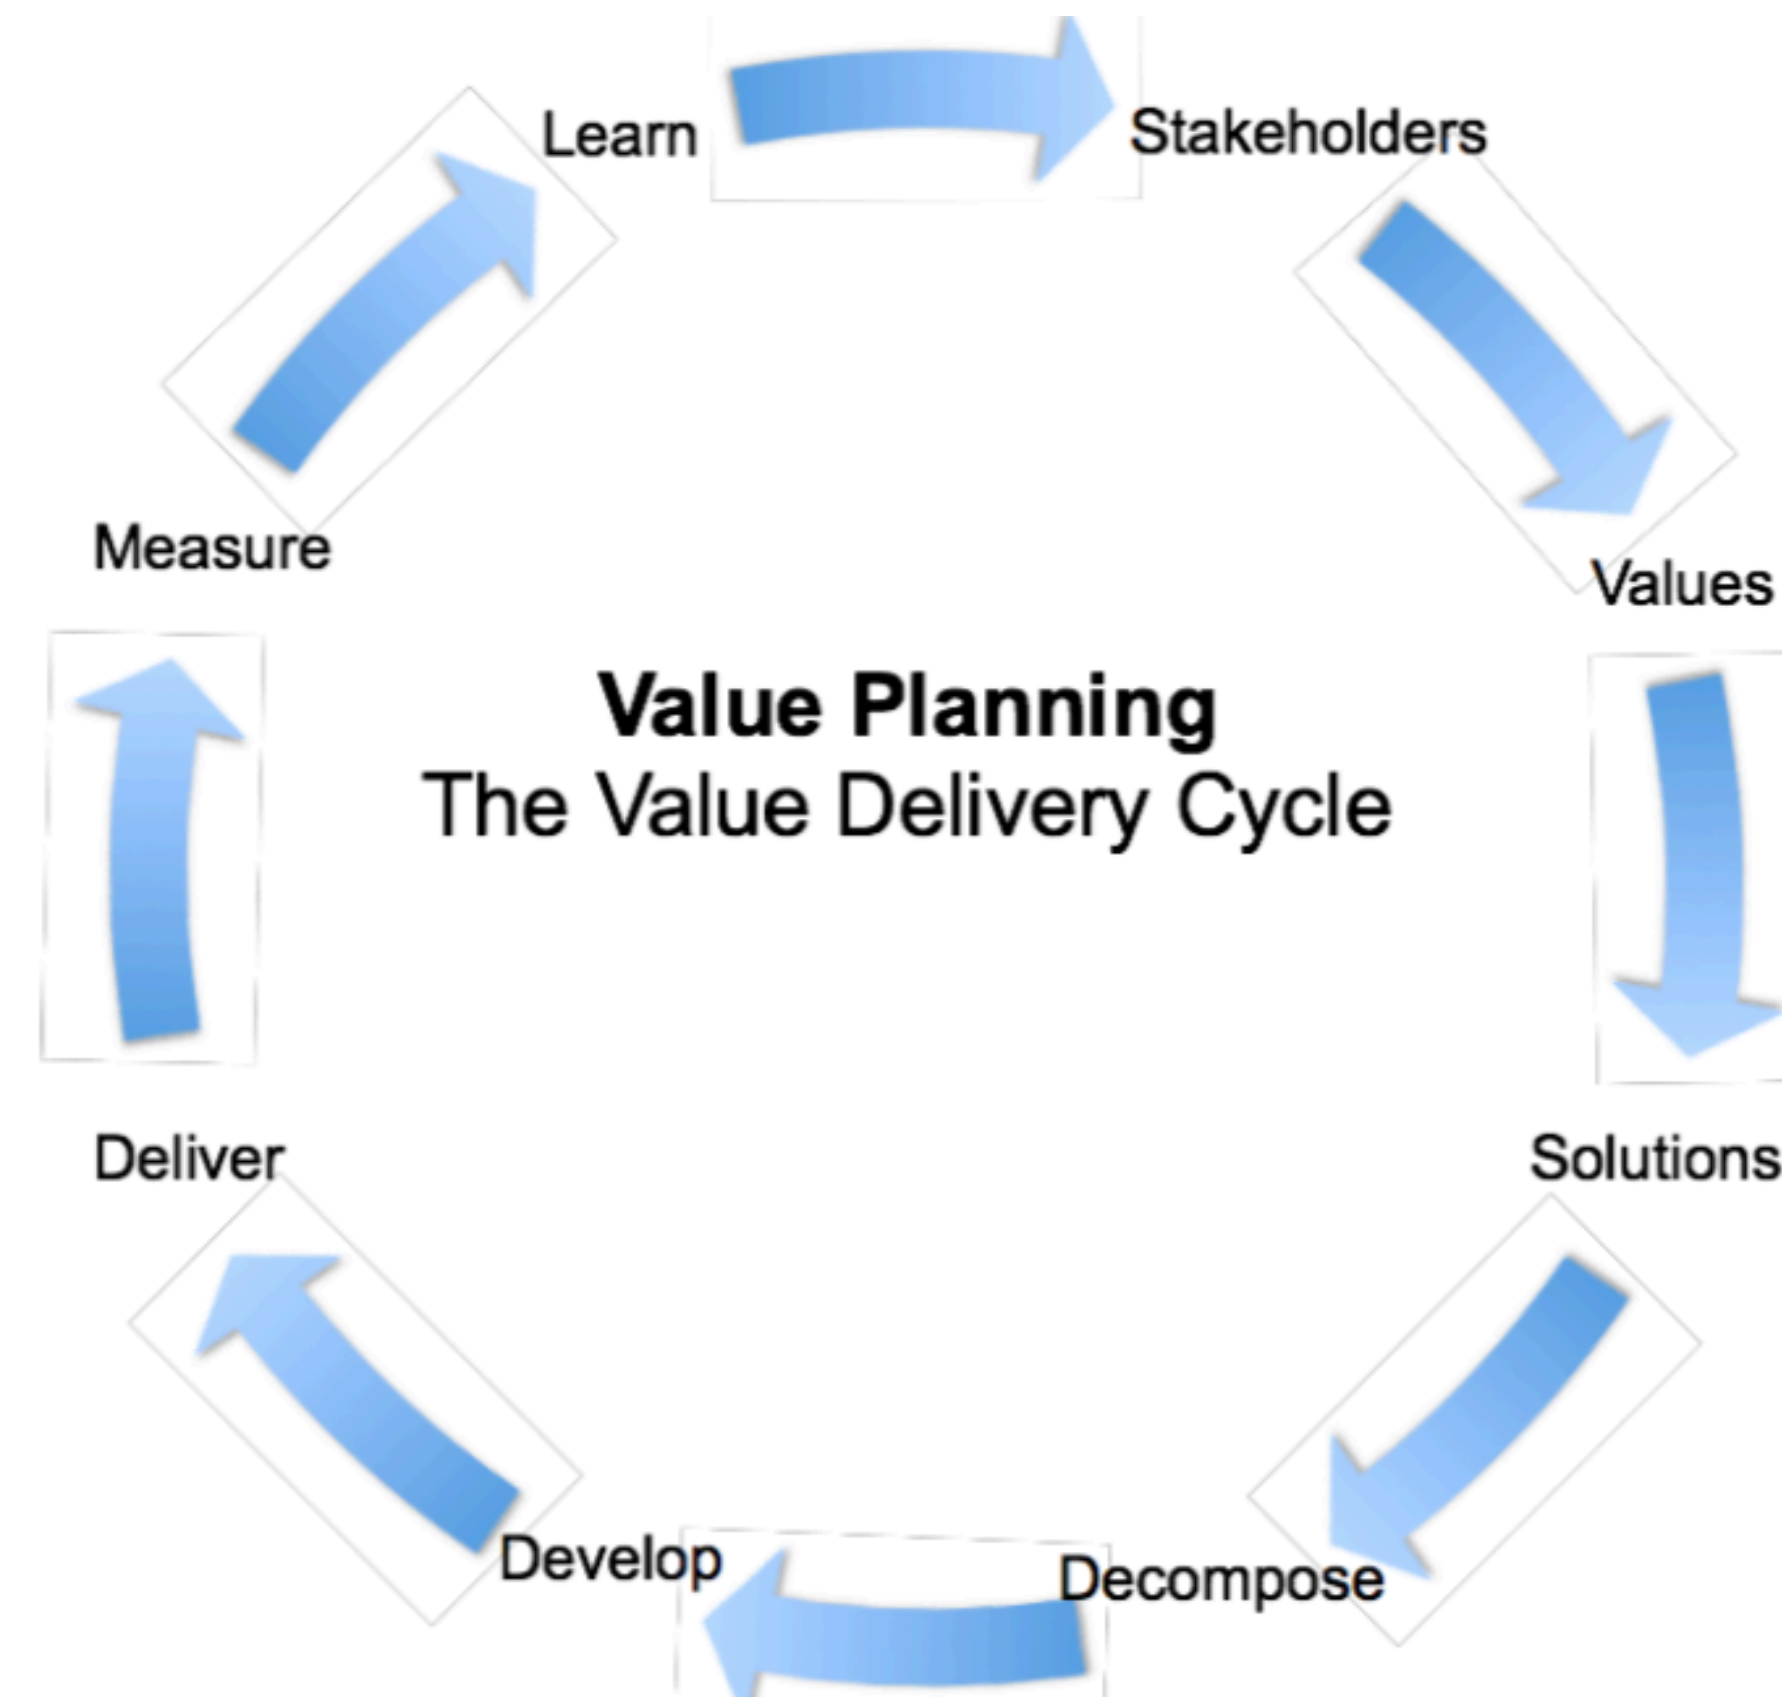 Learn
Stakeholders
Measure
Values
Value Planning
The Value Delivery Cycle
Deliver
Solutions
Develop
Decompose